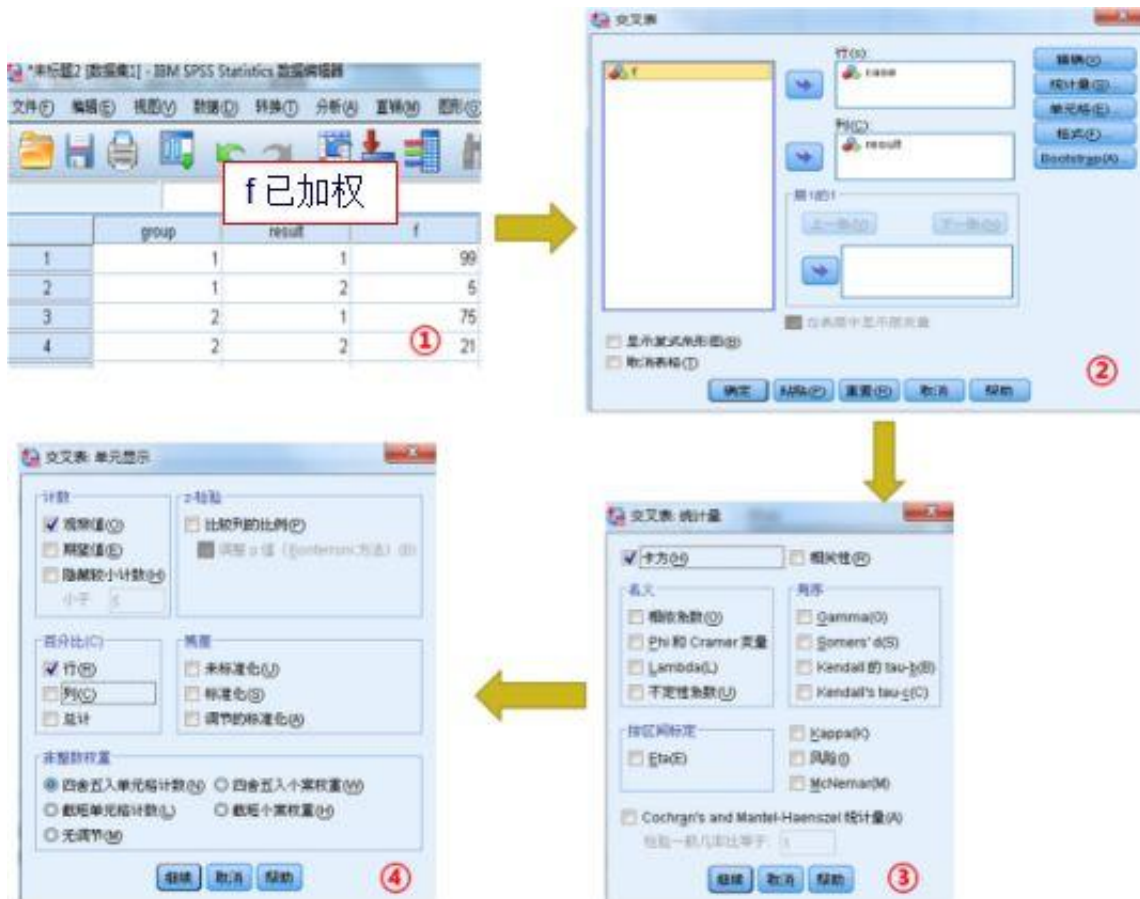 *未标题2 [数据集1] - IBM SPSS Statistics 数据编辑器
文件(F) 编辑(E) 视图(V) 数据(D) 转换(T) 分析(A) 直销(M) 图形(G)
f 已加权
group result f
1 1 1 99
2 1 2 5
3 2 1 75
4 2 2 21
①
交叉表
f
行(s):
case
列(C):
result
层 1的1
上一张(V) 下一张(N)
显示复式条形图(B)
取消表格(T)
统计量(S)
单元格(E)
格式(F)
Bootstrap(A)
确定 粘贴(P) 重置(R) 取消 帮助
②
交叉表: 统计量
卡方(H) 相关性(R)
名义
相依系数(O)
Phi 和 Cramer 变量
Lambda(L)
不定性系数(U)
有序
Gamma(G)
Somers' d(S)
Kendall 的 tau-b(B)
Kendall's tau-c(C)
按区间标定
Eta(E)
Kappa(K)
风险(I)
McNemar(M)
Cochran's and Mantel-Haenszel 统计量(A)
检验一般几率比等于: 1
继续 取消 帮助
③
交叉表: 单元显示
计数
观察值(O)
期望值(E)
隐藏较小计数(H)
小于 5
z-检验
比较列的比例(P)
调整 p 值（Bonferroni 方法）(B)
百分比(C)
行(R)
列(C)
总计
残差
未标准化(U)
标准化(S)
调节的标准化(A)
非整数权重
四舍五入单元格计数(N) 四舍五入个案权重(W)
截短单元格计数(L) 截短个案权重(H)
无调节(M)
继续 取消 帮助
④